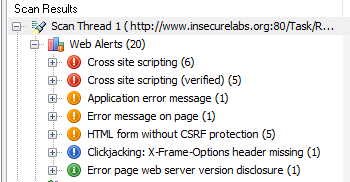 Scan Results
Scan Thread 1 ( http://www.insecurelabs.org:80/Task/R...
Web Alerts (20)
Cross site scripting (6)
Cross site scripting (verified) (5)
Application error message (1)
Error message on page (1)
HTML form without CSRF protection (5)
Clickjacking: X-Frame-Options header missing (1)
Error page web server version disclosure (1)